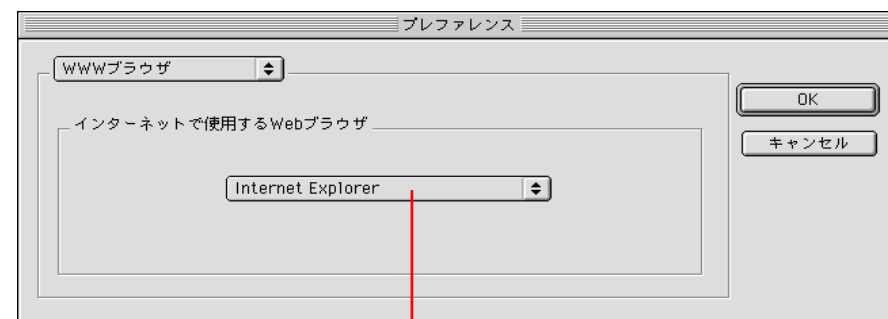 プレファレンス
WWWブラウザ
インターネットで使用するWebブラウザ
Internet Explorer
OK
キャンセル